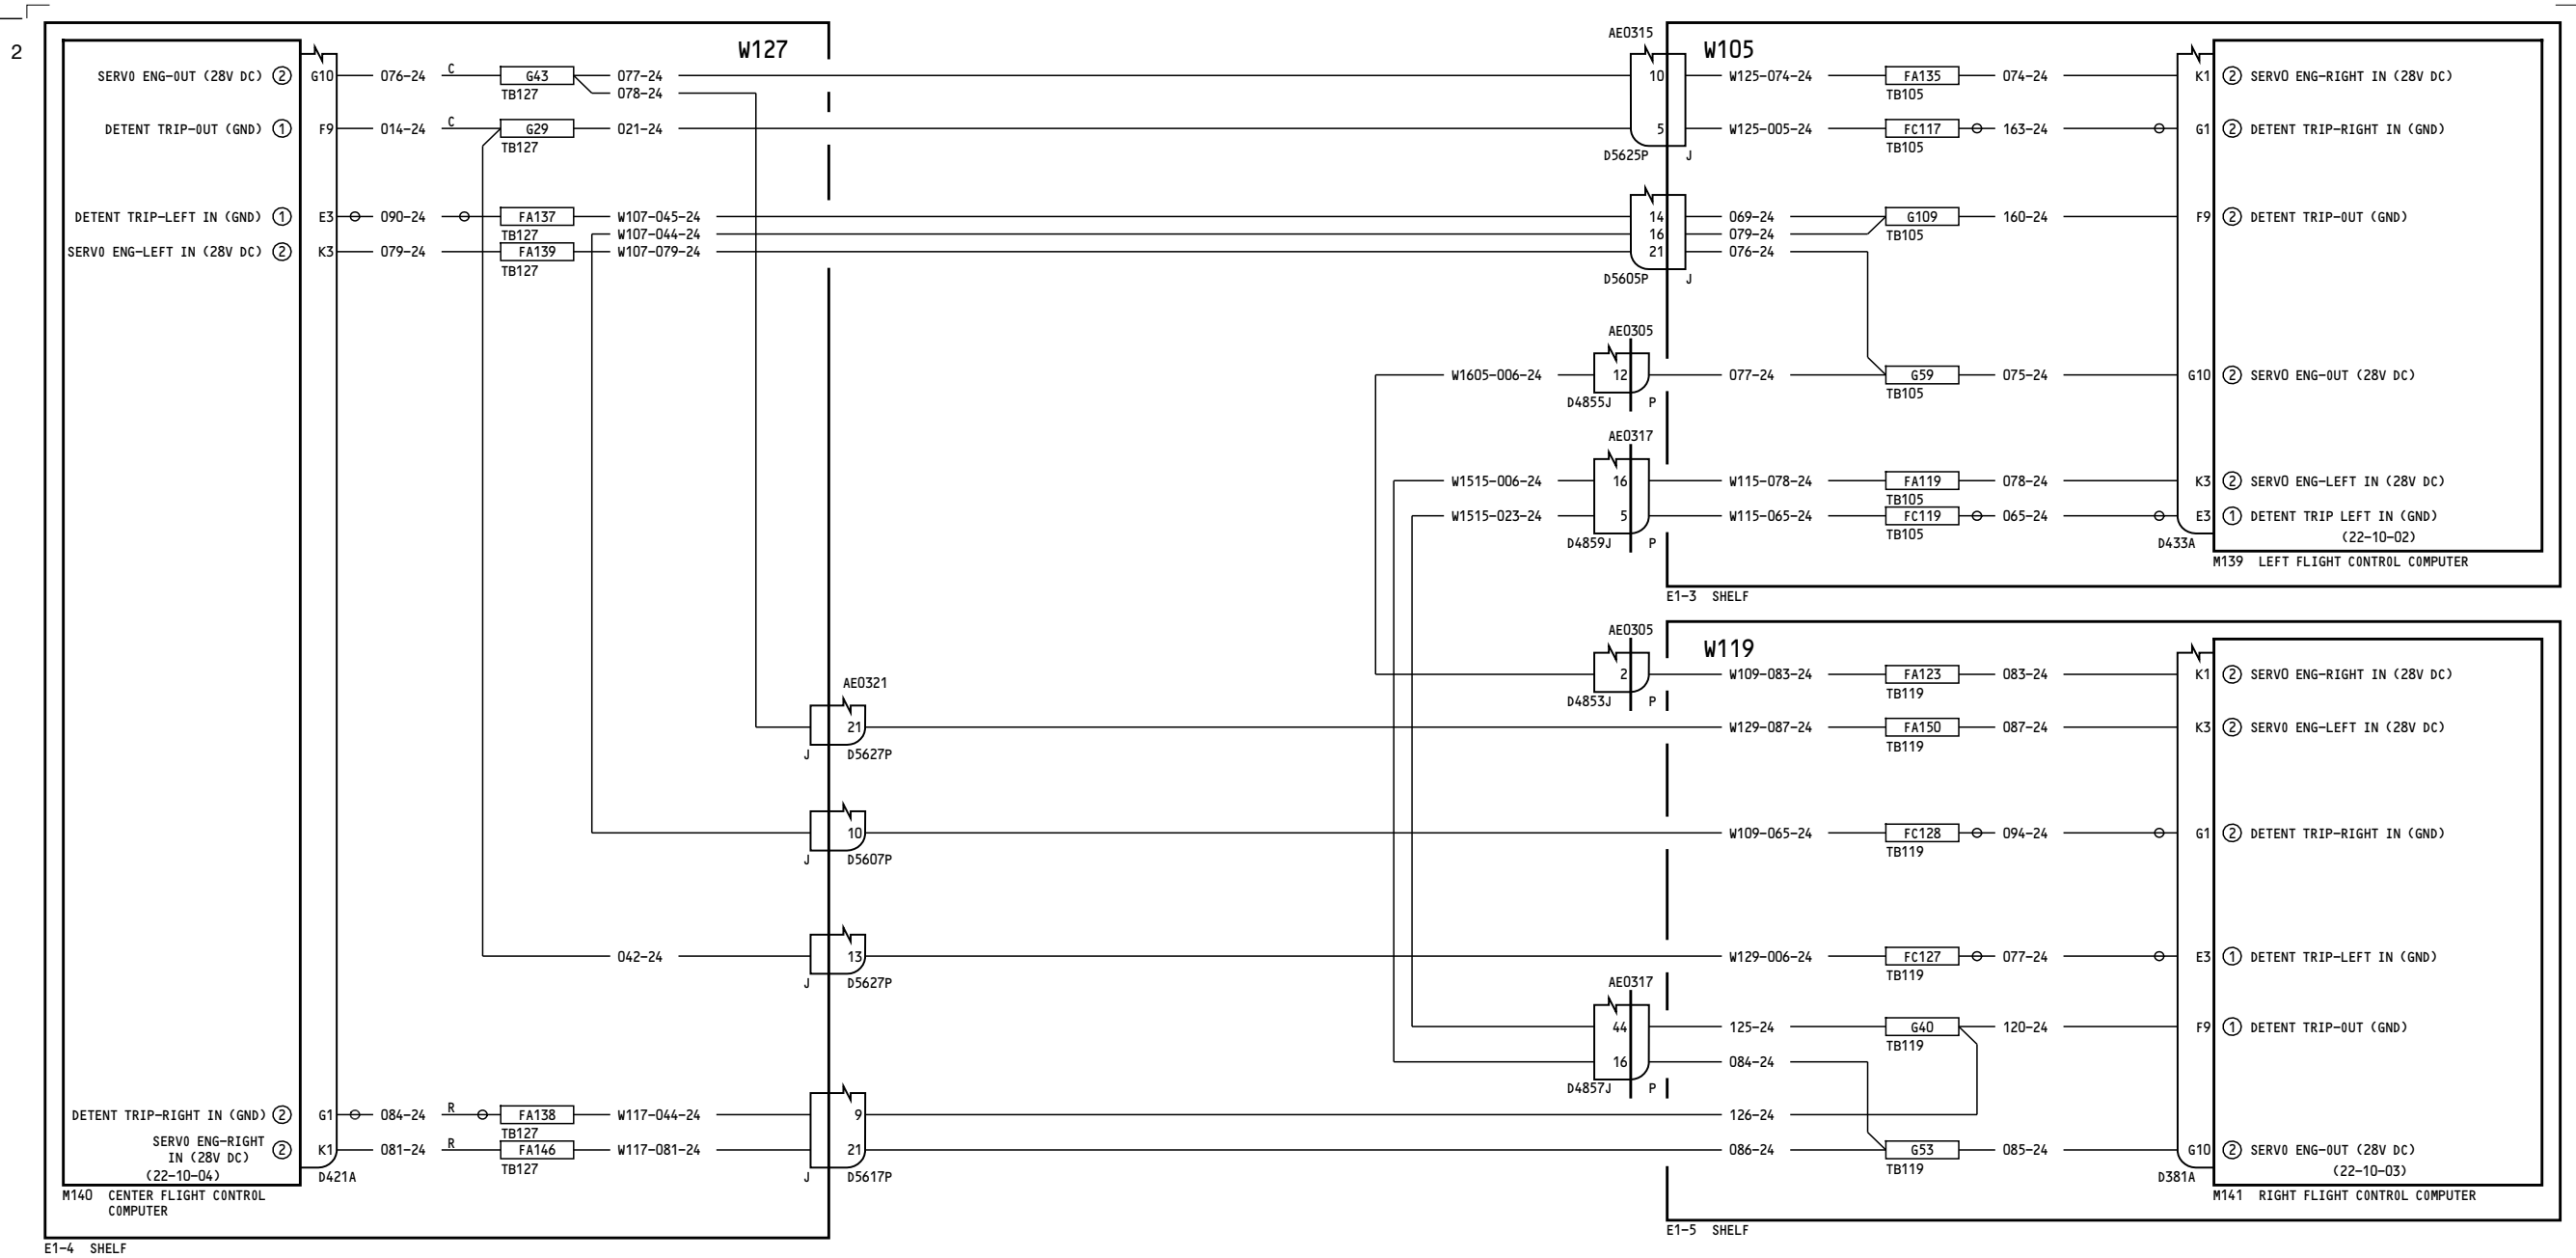 2
W127
AE0315
W105
SERVO ENG-OUT (28V DC) 2 G10 076-24 C G43 077-24 10 W125-074-24 FA135 074-24 K1 2 SERVO ENG-RIGHT IN (28V DC)
TB127 078-24 TB105
DETENT TRIP-OUT (GND) 1 F9 014-24 C G29 021-24 5 W125-005-24 FC117 163-24 G1 2 DETENT TRIP-RIGHT IN (GND)
TB127 D5625P J TB105
DETENT TRIP-LEFT IN (GND) 1 E3 090-24 FA137 W107-045-24 14 069-24 G109 160-24 F9 2 DETENT TRIP-OUT (GND)
TB127 W107-044-24 16 079-24 TB105
SERVO ENG-LEFT IN (28V DC) 2 K3 079-24 FA139 W107-079-24 21 076-24
TB127 D5605P J
AE0305
W1605-006-24 12 077-24 G59 075-24 G10 2 SERVO ENG-OUT (28V DC)
D4855J P TB105
AE0317
W1515-006-24 16 W115-078-24 FA119 078-24 K3 2 SERVO ENG-LEFT IN (28V DC)
TB105
W1515-023-24 5 W115-065-24 FC119 065-24 E3 1 DETENT TRIP LEFT IN (GND)
D4859J P TB105 D433A (22-10-02)
M139 LEFT FLIGHT CONTROL COMPUTER
E1-3 SHELF
AE0305
W119
2 W109-083-24 FA123 083-24 K1 2 SERVO ENG-RIGHT IN (28V DC)
D4853J P TB119
AE0321
21 W129-087-24 FA150 087-24 K3 2 SERVO ENG-LEFT IN (28V DC)
J D5627P TB119
10 W109-065-24 FC128 094-24 G1 2 DETENT TRIP-RIGHT IN (GND)
J D5607P TB119
042-24 13 W129-006-24 FC127 077-24 E3 1 DETENT TRIP-LEFT IN (GND)
J D5627P TB119
AE0317
44 125-24 G40 120-24 F9 1 DETENT TRIP-OUT (GND)
TB119
16 084-24
D4857J P
DETENT TRIP-RIGHT IN (GND) 2 G1 084-24 R FA138 W117-044-24 9 126-24
TB127
SERVO ENG-RIGHT
IN (28V DC) 2 K1 081-24 R FA146 W117-081-24 21 086-24 G53 085-24 G10 2 SERVO ENG-OUT (28V DC)
(22-10-04) D421A TB127 J D5617P TB119 D381A (22-10-03)
M140 CENTER FLIGHT CONTROL
COMPUTER
M141 RIGHT FLIGHT CONTROL COMPUTER
E1-5 SHELF
E1-4 SHELF